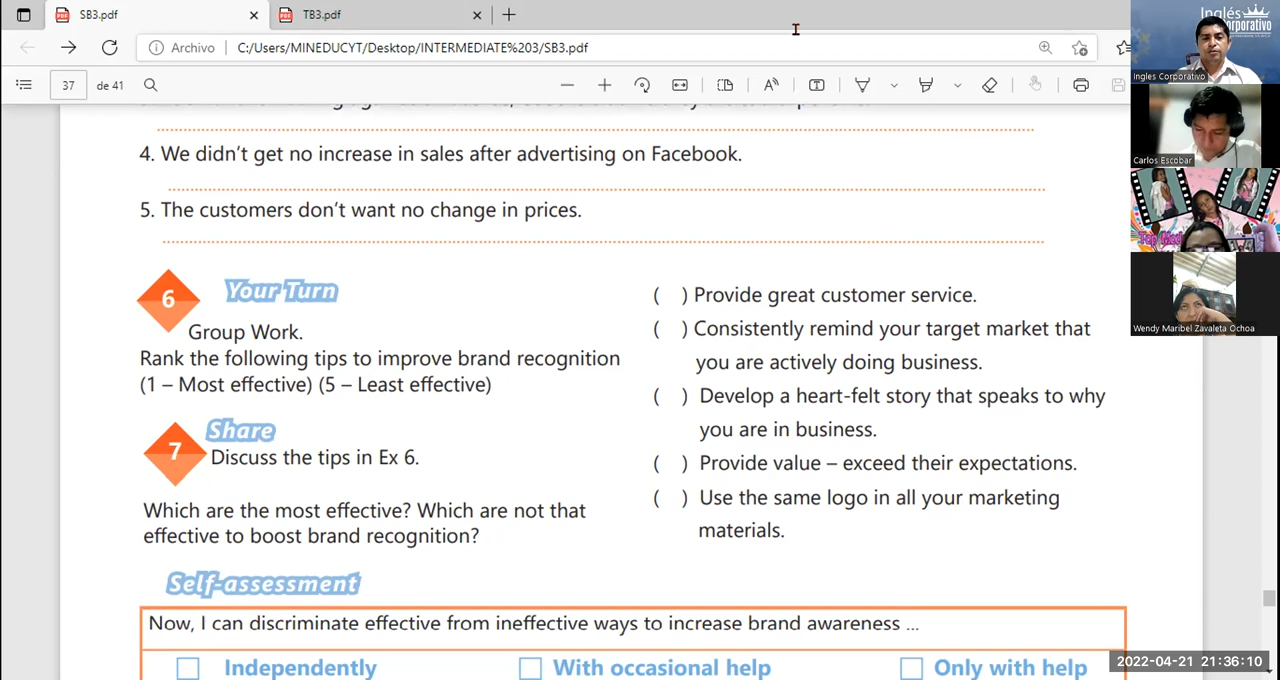 SB3.pdf
TB3.pdf
Archivo C:/Users/MINEDUCYT/Desktop/INTERMEDIATE%203/SB3.pdf
37 de 41
4. We didn't get no increase in sales after advertising on Facebook.
5. The customers don't want no change in prices.
6 Your Turn
Group Work.
Rank the following tips to improve brand recognition
(1 – Most effective) (5 – Least effective)
7 Share
Discuss the tips in Ex 6.
Which are the most effective? Which are not that
effective to boost brand recognition?
( ) Provide great customer service.
( ) Consistently remind your target market that
you are actively doing business.
( ) Develop a heart-felt story that speaks to why
you are in business.
( ) Provide value – exceed their expectations.
( ) Use the same logo in all your marketing
materials.
Self-assessment
Now, I can discriminate effective from ineffective ways to increase brand awareness ...
Independently
With occasional help
Only with help
Inglés
Corporativo
Ingles Corporativo
Carlos Escobar
Wendy Maribel Zavaleta Ochoa
2022-04-21 21:36:10